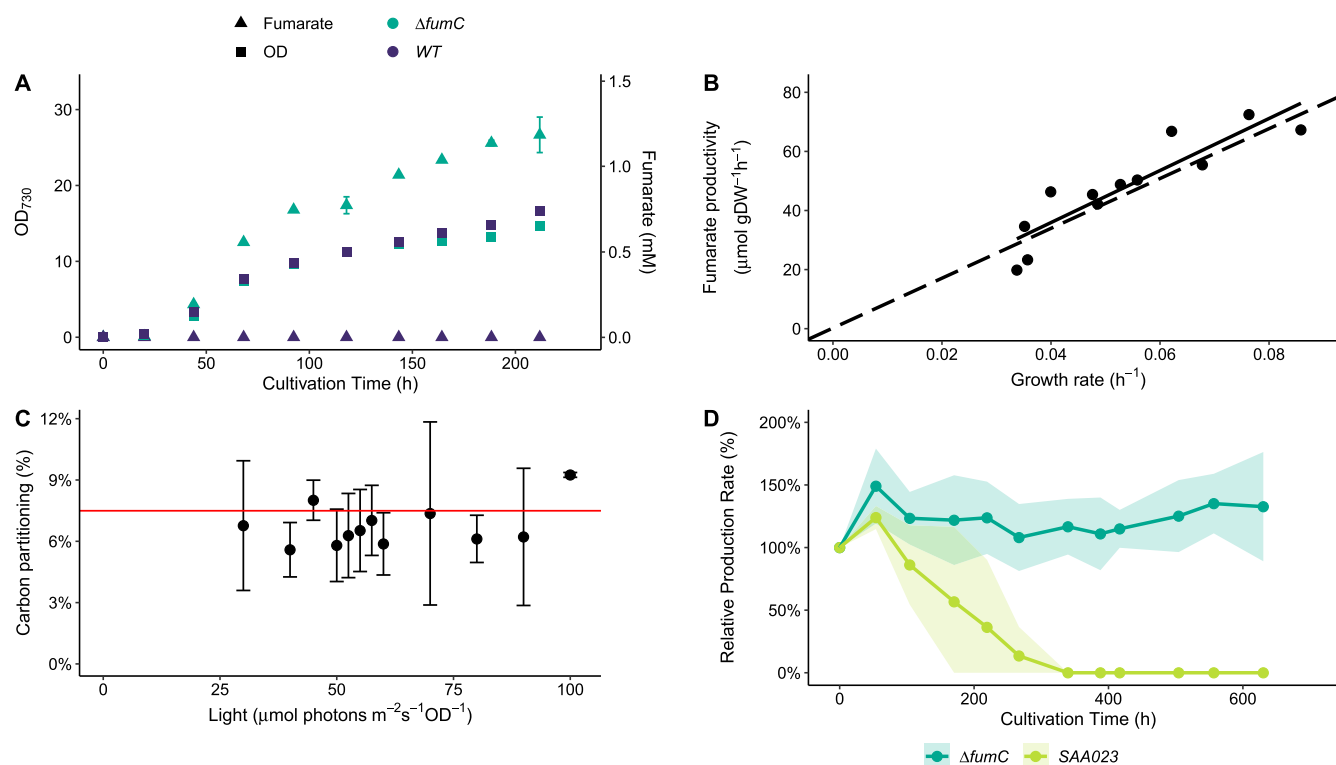 Fumarate
ΔfumC
OD
WT
A
OD₇₃₀
30
20
10
0
1.5
1.0
0.5
0.0
Fumarate (mM)
0
50
100
150
200
Cultivation Time (h)
B
Fumarate productivity
(μmol gDW⁻¹h⁻¹)
80
60
40
20
0
0.00
0.02
0.04
0.06
0.08
Growth rate (h⁻¹)
C
Carbon partitioning (%)
12%
9%
6%
3%
0%
0
25
50
75
100
Light (μmol photons m⁻²s⁻¹OD⁻¹)
D
Relative Production Rate (%)
200%
150%
100%
50%
0%
0
200
400
600
Cultivation Time (h)
ΔfumC
SAA023